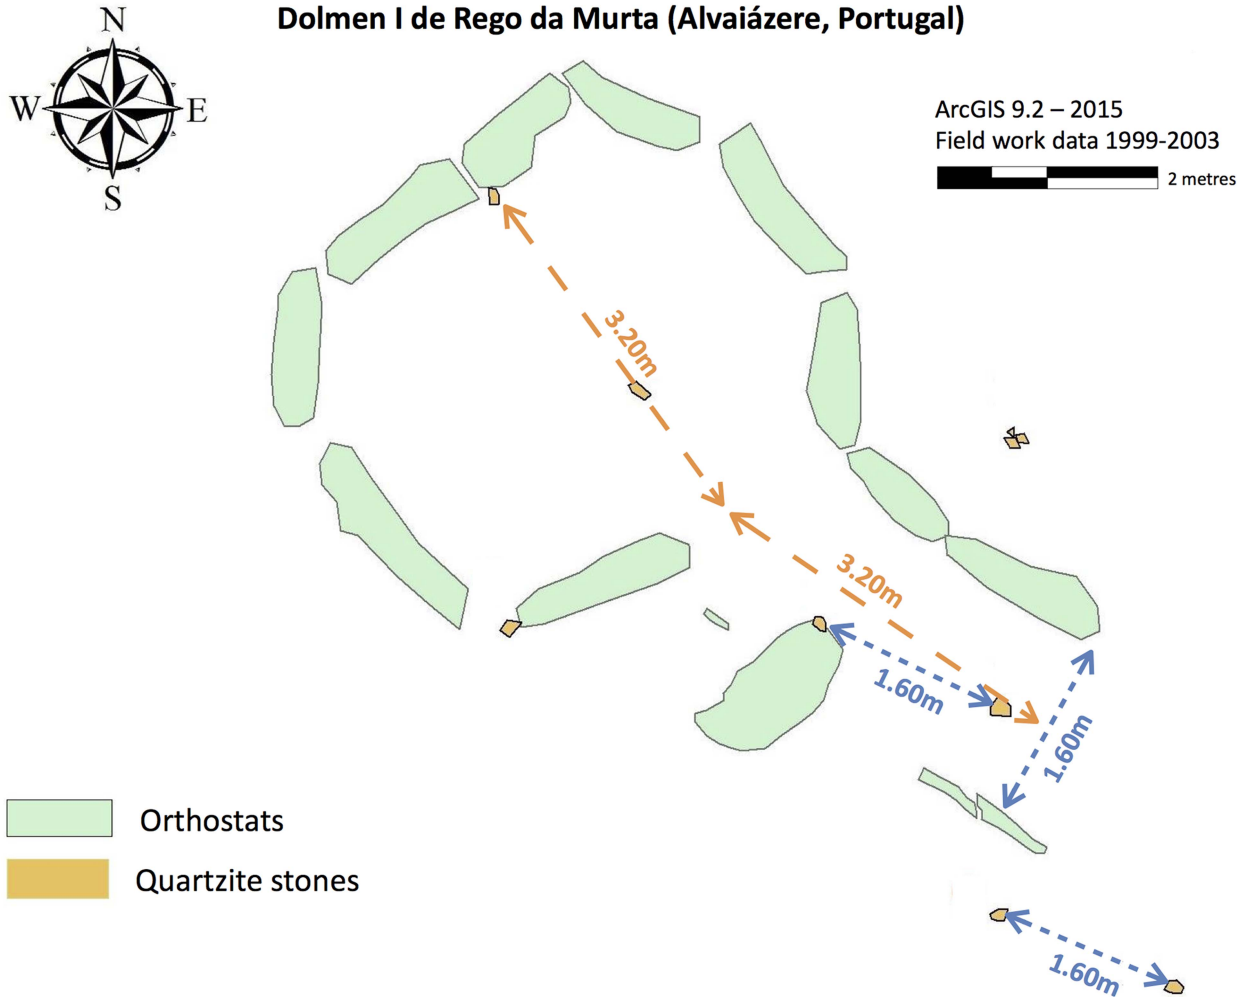 Dolmen I de Rego da Murta (Alvaiázere, Portugal)
N
W
E
S
ArcGIS 9.2 – 2015
Field work data 1999-2003
2 metres
3.20m
3.20m
1.60m
1.60m
Orthostats
Quartzite stones
1.60m